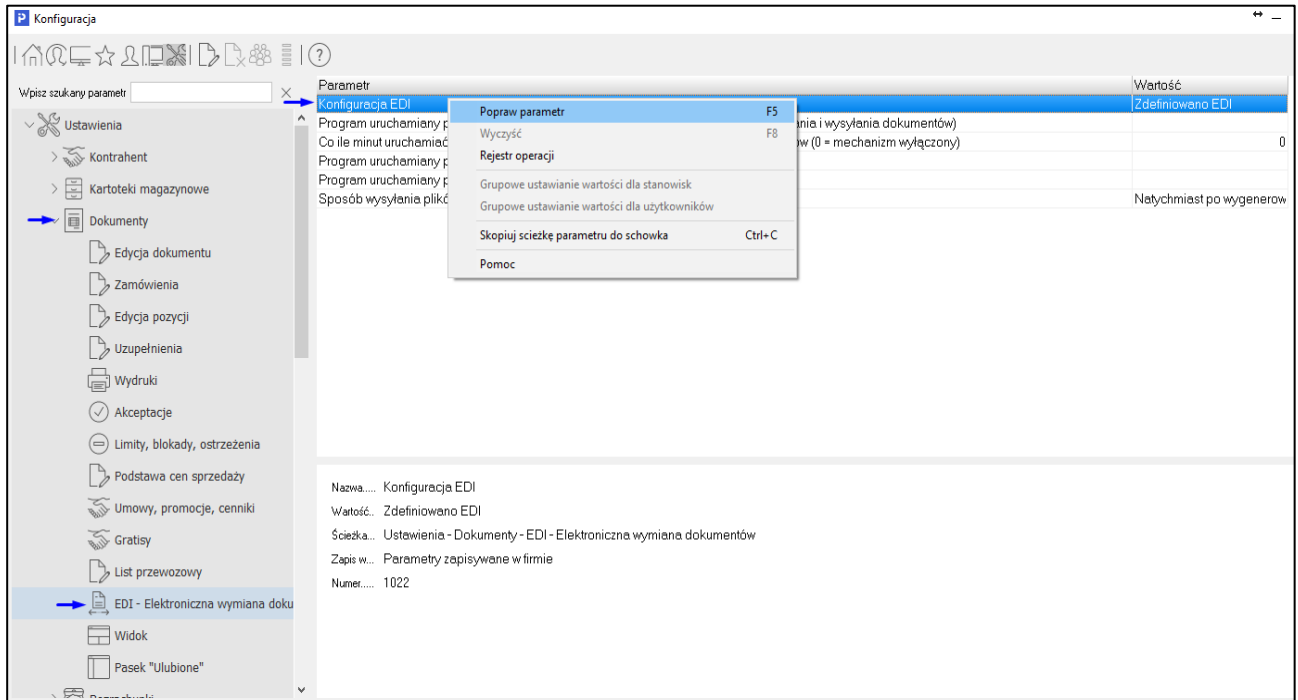 Konfiguracja
Wpisz szukany parametr
Parametr Wartość
Konfiguracja EDI Zdefiniowano EDI
Program uruchamiany p nia i wysyłania dokumentów)
Co ile minut uruchamiać ów (0 = mechanizm wyłączony) 0
Program uruchamiany p
Program uruchamiany p
Sposób wysyłania plikó Natychmiast po wygenerow
Popraw parametr F5
Wyczyść F8
Rejestr operacji
Grupowe ustawianie wartości dla stanowisk
Grupowe ustawianie wartości dla użytkowników
Skopiuj scieżkę parametru do schowka Ctrl+C
Pomoc
Ustawienia
Kontrahent
Kartoteki magazynowe
Dokumenty
Edycja dokumentu
Zamówienia
Edycja pozycji
Uzupełnienia
Wydruki
Akceptacje
Limity, blokady, ostrzeżenia
Podstawa cen sprzedaży
Umowy, promocje, cenniki
Gratisy
List przewozowy
EDI - Elektroniczna wymiana doku
Widok
Pasek "Ulubione"
Nazwa..... Konfiguracja EDI
Wartość.. Zdefiniowano EDI
Ścieżka... Ustawienia - Dokumenty - EDI - Elektroniczna wymiana dokumentów
Zapis w... Parametry zapisywane w firmie
Numer..... 1022